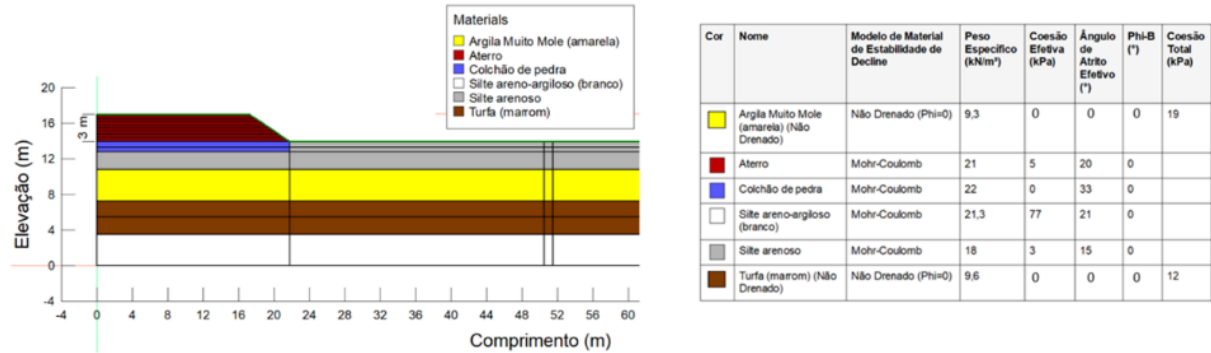 Materials
Argila Muito Mole (amarela)
Aterro
Colchão de pedra
Silte areno-argiloso (branco)
Silte arenoso
Turfa (marrom)
20
16
12
8
4
0
-4
3 m
Elevação (m)
-4 0 4 8 12 16 20 24 28 32 36 40 44 48 52 56 60
Comprimento (m)
Cor Nome Modelo de Material de Estabilidade de Decline Peso Específico (kN/m³) Coesão Efetiva (kPa) Ângulo de Atrito Efetivo (°) Phi-B (°) Coesão Total (kPa)
Argila Muito Mole (amarela) (Não Drenado) Não Drenado (Phi=0) 9,3 0 0 0 19
Aterro Mohr-Coulomb 21 5 20 0
Colchão de pedra Mohr-Coulomb 22 0 33 0
Silte areno-argiloso (branco) Mohr-Coulomb 21,3 77 21 0
Silte arenoso Mohr-Coulomb 18 3 15 0
Turfa (marrom) (Não Drenado) Não Drenado (Phi=0) 9,6 0 0 0 12